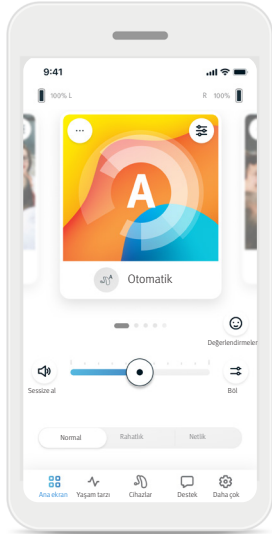 9:41
100% L
R 100%
...
A
Otomatik
Değerlendirmeler
Sessize al
Böl
Normal
Rahatlık
Netlik
Ana ekran
Yaşam tarzı
Cihazlar
Destek
Daha çok